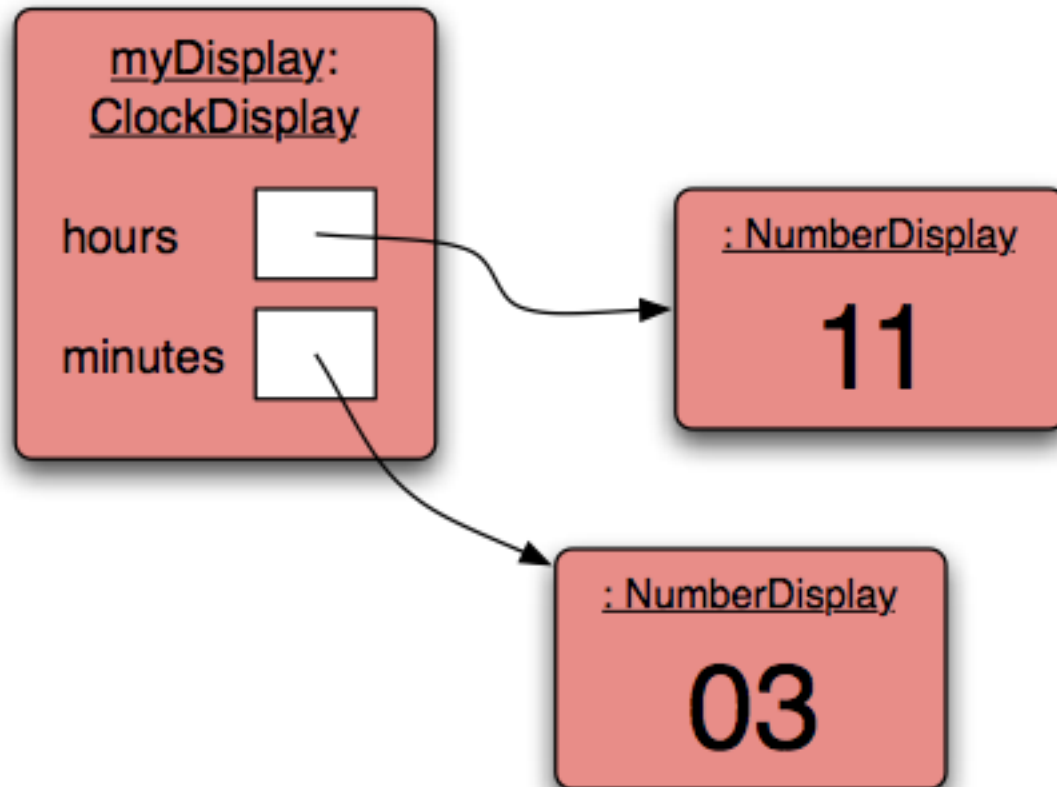 myDisplay:
ClockDisplay
hours
minutes
: NumberDisplay
11
: NumberDisplay
03